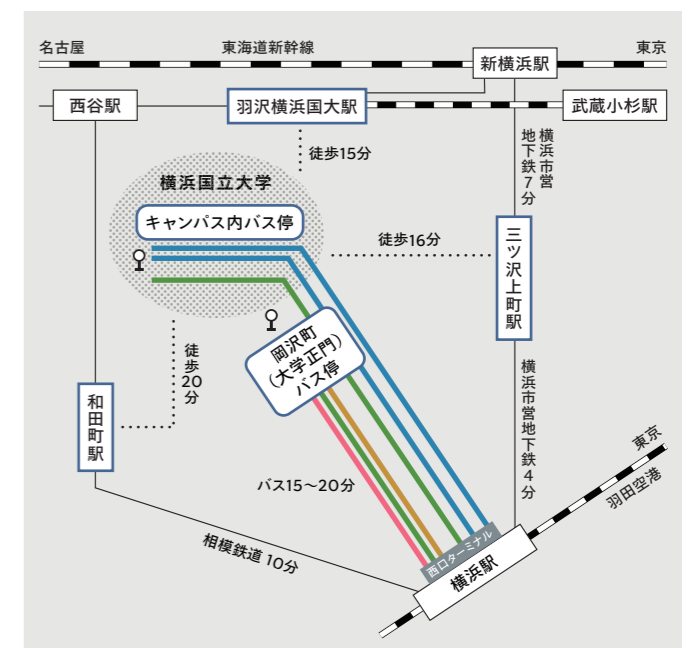 名古屋
東海道新幹線
東京
新横浜駅
西谷駅
羽沢横浜国大駅
武蔵小杉駅
徒歩15分
横浜市営
地下鉄7分
横浜国立大学
キャンパス内バス停
徒歩16分
三ツ沢上町駅
岡沢町
(大学正門)
バス停
徒歩20分
和田町駅
横浜市営地下鉄4分
バス15〜20分
東京
羽田空港
相模鉄道 10分
西口ターミナル
横浜駅